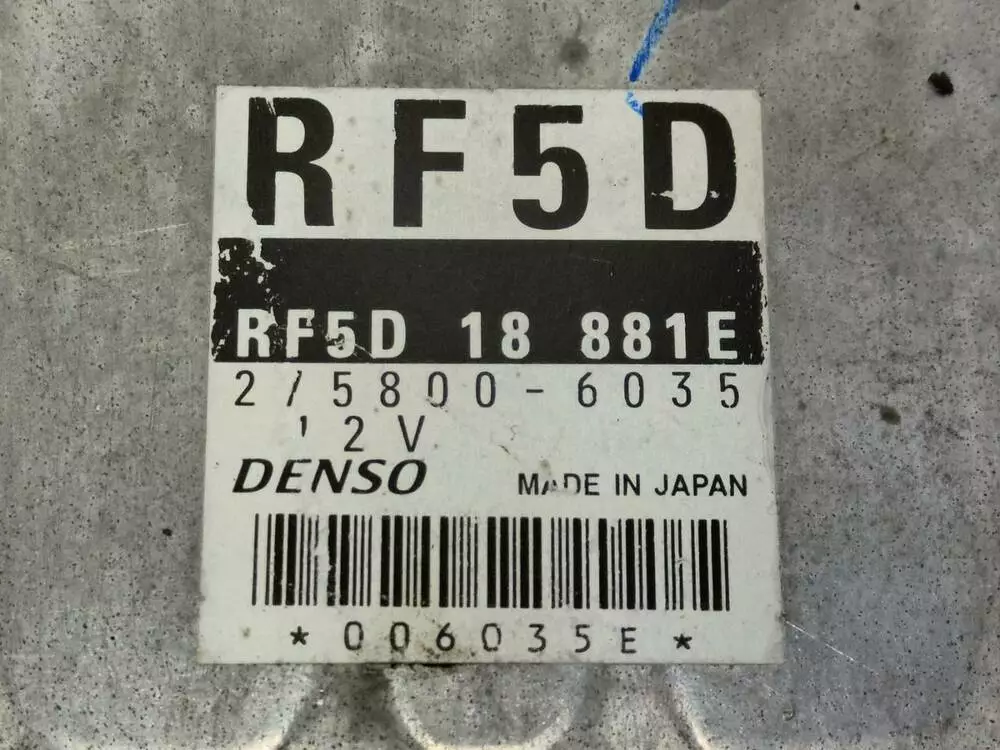 RF5D
RF5D 18 881E
275800-6035
12V
DENSO
MADE IN JAPAN
*006035E*